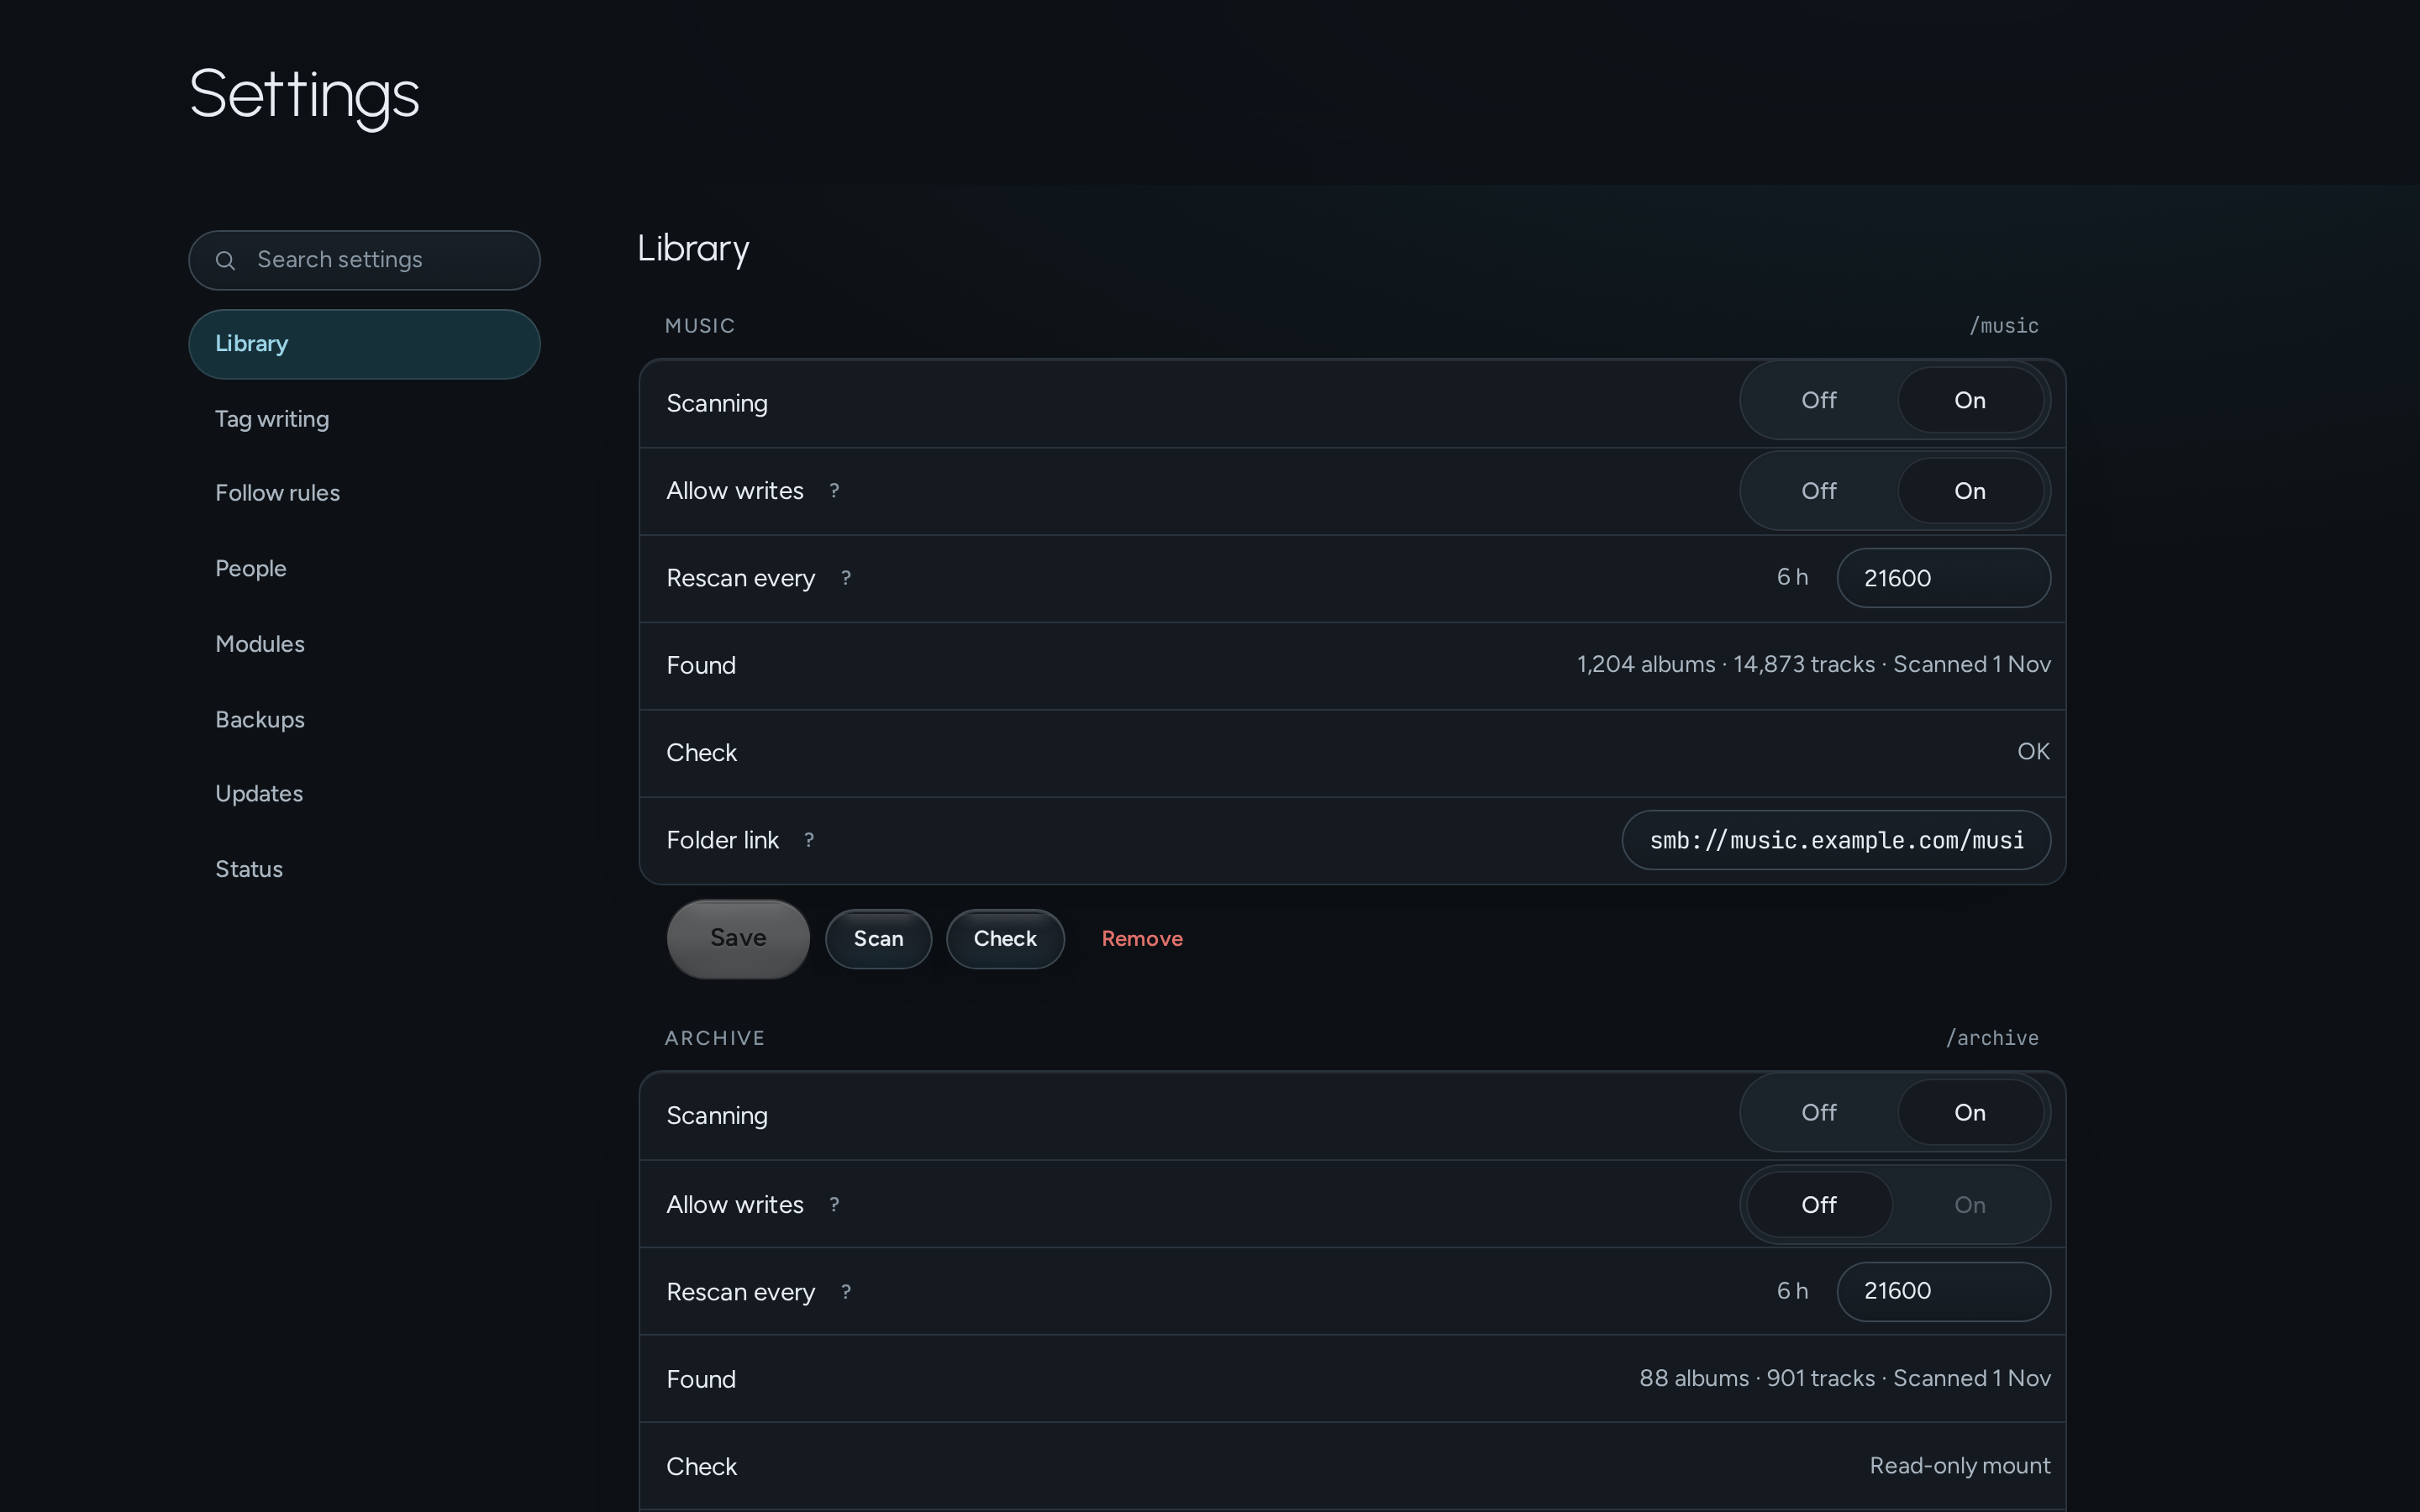 Settings
Search settings
Library
Tag writing
Follow rules
People
Modules
Backups
Updates
Status
Library
MUSIC /music
Scanning Off On
Allow writes ? Off On
Rescan every ? 6 h 21600
Found 1,204 albums · 14,873 tracks · Scanned 1 Nov
Check OK
Folder link ? smb://music.example.com/musi
Save Scan Check Remove
ARCHIVE /archive
Scanning Off On
Allow writes ? Off On
Rescan every ? 6 h 21600
Found 88 albums · 901 tracks · Scanned 1 Nov
Check Read-only mount